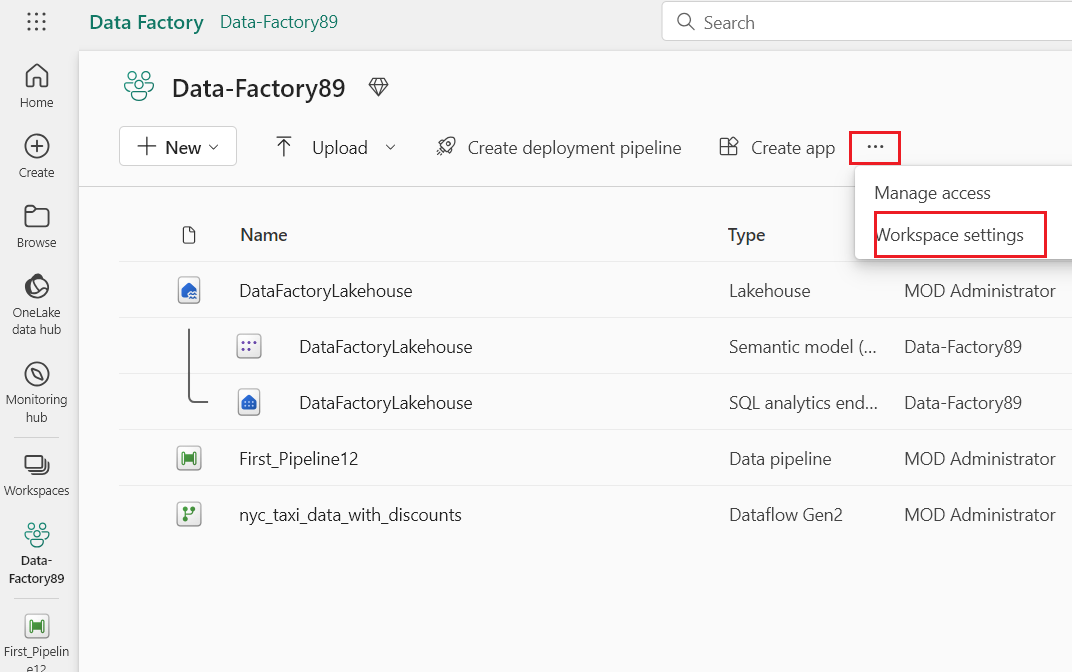 Data Factory Data-Factory89 Search
Home
Create
Browse
OneLake
data hub
Monitoring
hub
Workspaces
Data-
Factory89
First_Pipelin
e12
Data-Factory89
New Upload Create deployment pipeline Create app ...
Manage access
Workspace settings
Name Type
DataFactoryLakehouse Lakehouse MOD Administrator
DataFactoryLakehouse Semantic model (... Data-Factory89
DataFactoryLakehouse SQL analytics end... Data-Factory89
First_Pipeline12 Data pipeline MOD Administrator
nyc_taxi_data_with_discounts Dataflow Gen2 MOD Administrator